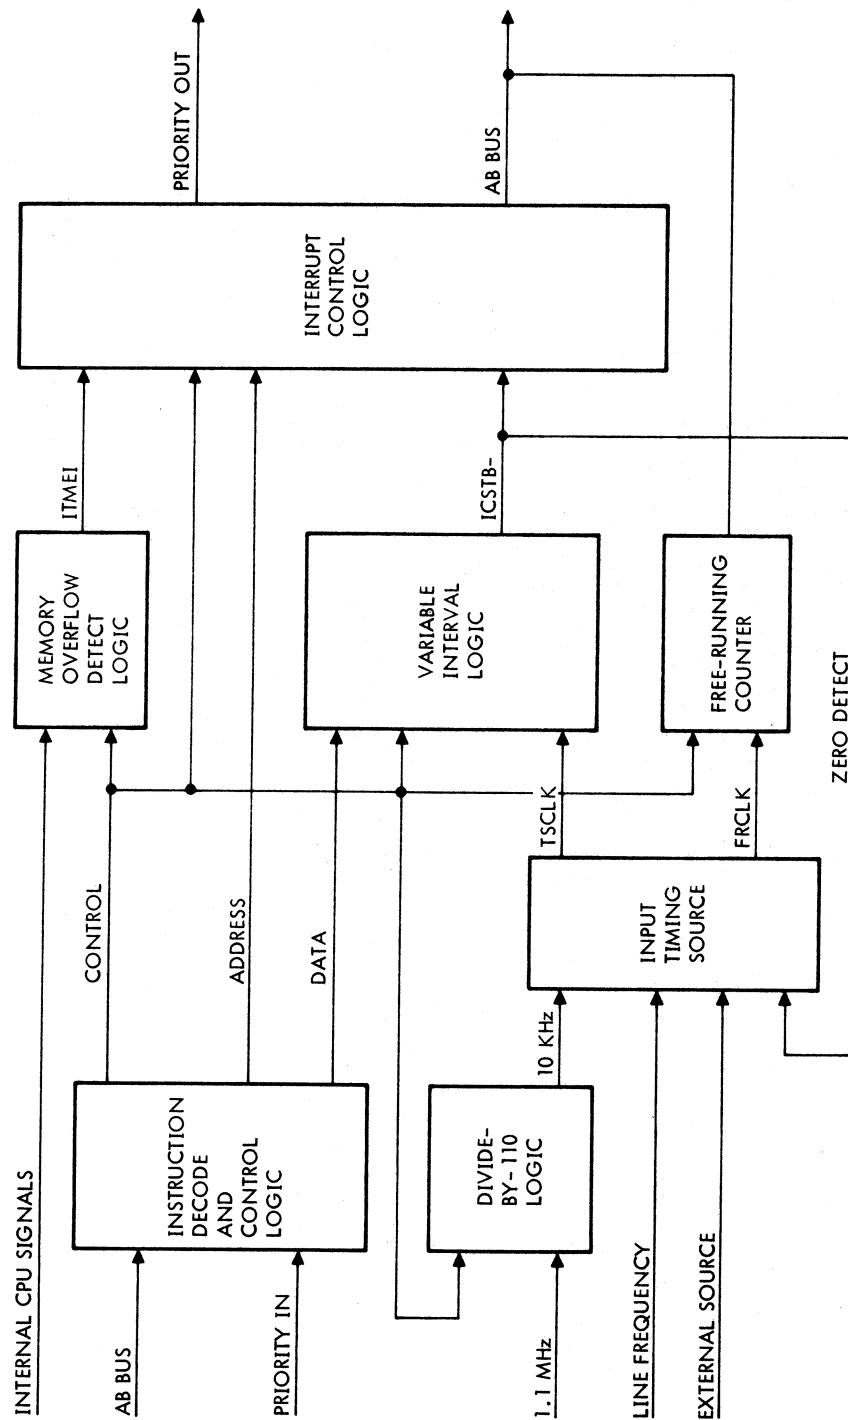 INTERNAL CPU SIGNALS
AB BUS
PRIORITY IN
1.1 MHz
LINE FREQUENCY
EXTERNAL SOURCE
INSTRUCTION
DECODE
AND
CONTROL
LOGIC
DIVIDE-
BY-110
LOGIC
10 KHz
CONTROL
ADDRESS
DATA
INPUT
TIMING
SOURCE
TSCLK
FRCLK
ZERO DETECT
MEMORY
OVERFLOW
DETECT
LOGIC
VARIABLE
INTERVAL
LOGIC
FREE-RUNNING
COUNTER
ITMEI
ICSTB-
INTERRUPT
CONTROL
LOGIC
PRIORITY OUT
AB BUS